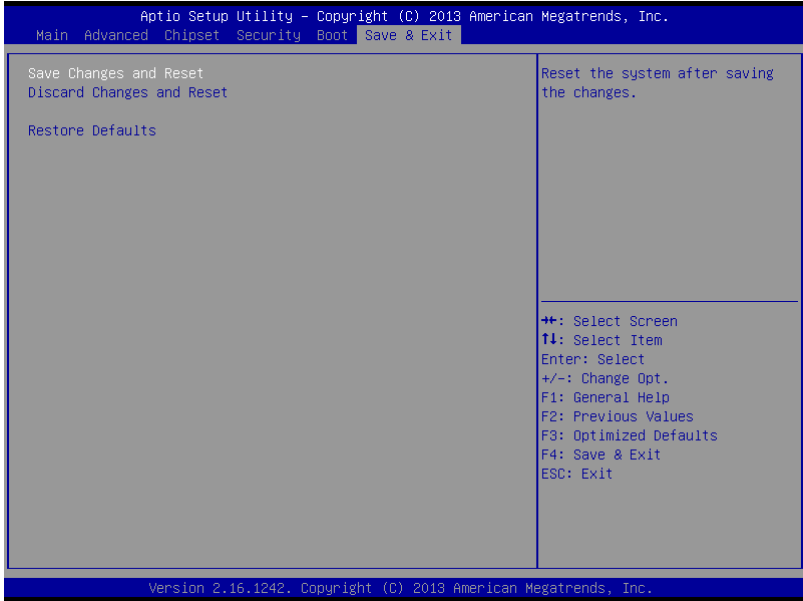 Aptio Setup Utility – Copyright (C) 2013 American Megatrends, Inc.
Main Advanced Chipset Security Boot Save & Exit
Save Changes and Reset
Discard Changes and Reset
Restore Defaults
Reset the system after saving
the changes.
→←: Select Screen
↑↓: Select Item
Enter: Select
+/-: Change Opt.
F1: General Help
F2: Previous Values
F3: Optimized Defaults
F4: Save & Exit
ESC: Exit
Version 2.16.1242. Copyright (C) 2013 American Megatrends, Inc.